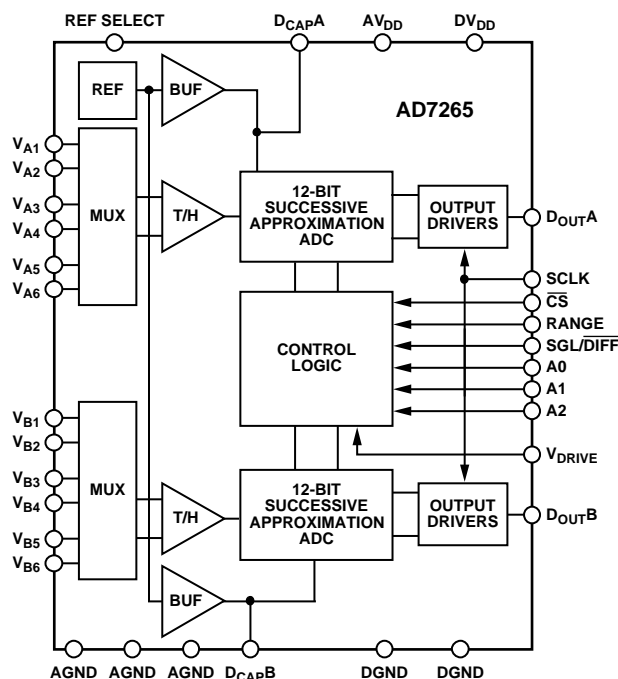 REF SELECT
DCAPA
AVDD
DVDD
REF
BUF
AD7265
VA1
VA2
VA3
VA4
VA5
VA6
MUX
T/H
12-BIT
SUCCESSIVE
APPROXIMATION
ADC
OUTPUT
DRIVERS
DOUTA
SCLK
CS
RANGE
SGL/DIFF
A0
A1
A2
VDRIVE
CONTROL
LOGIC
VB1
VB2
VB3
VB4
VB5
VB6
MUX
T/H
12-BIT
SUCCESSIVE
APPROXIMATION
ADC
OUTPUT
DRIVERS
DOUTB
BUF
AGND
AGND
AGND
DCAPB
DGND
DGND